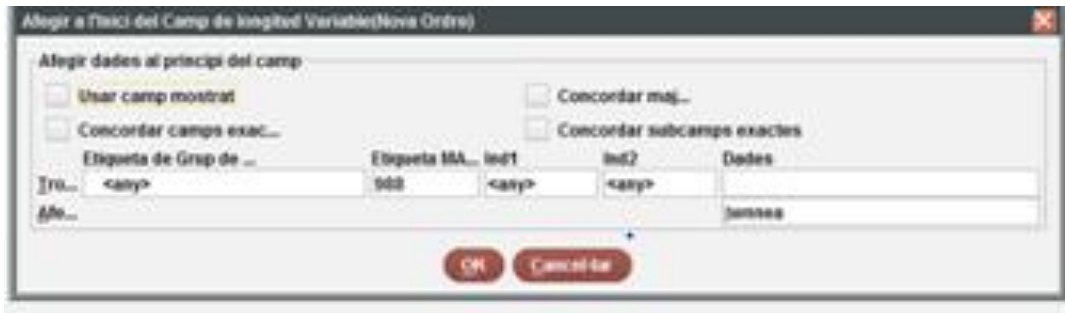 Afegir a l'Inici del Camp de longitud Variable(Nova Ordre)
Afegir dades al principi del camp
Usar camp mostrat Concordar maj...
Concordar camps exac... Concordar subcamps exactes
Etiqueta de Grup de ... Etiqueta MA... Ind1 Ind2 Dades
Tro... <any> 988 <any> <any>
Afe...
OK Cancel·lar